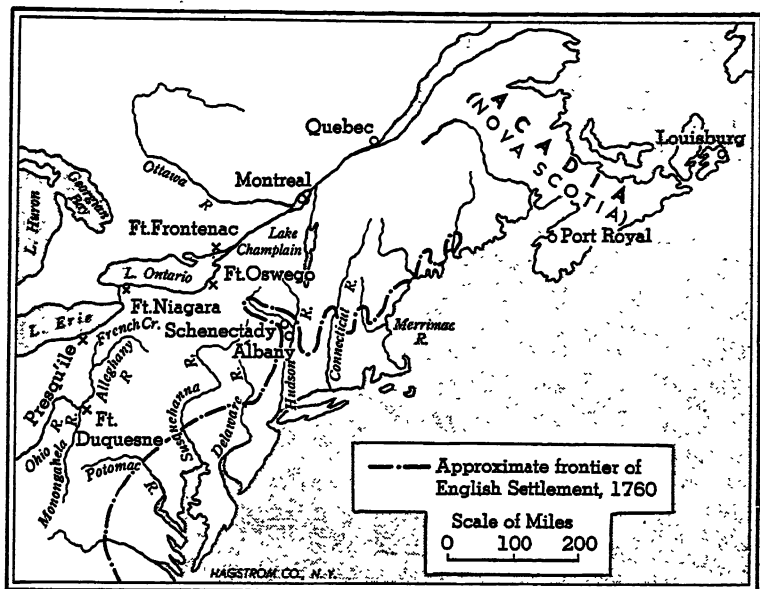 Quebec
ACADIA
(NOVA SCOTIA)
Louisburg
Ottawa R
Montreal
Georgian Bay
L. Huron
Ft.Frontenac
Lake Champlain
Port Royal
L. Ontario
Ft.Oswego
Ft.Niagara
L. Erie
French Cr.
Schenectady
Albany
R.
Connecticut R.
Merrimac R.
Presqu'ile
Alleghany R
Hudson
Ft. Duquesne
Susquehanna R.
Delaware R.
Ohio R.
Monongahela R.
Potomac R.
Approximate frontier of
English Settlement, 1760
Scale of Miles
0 100 200
HAGSTROM CO., N.Y.